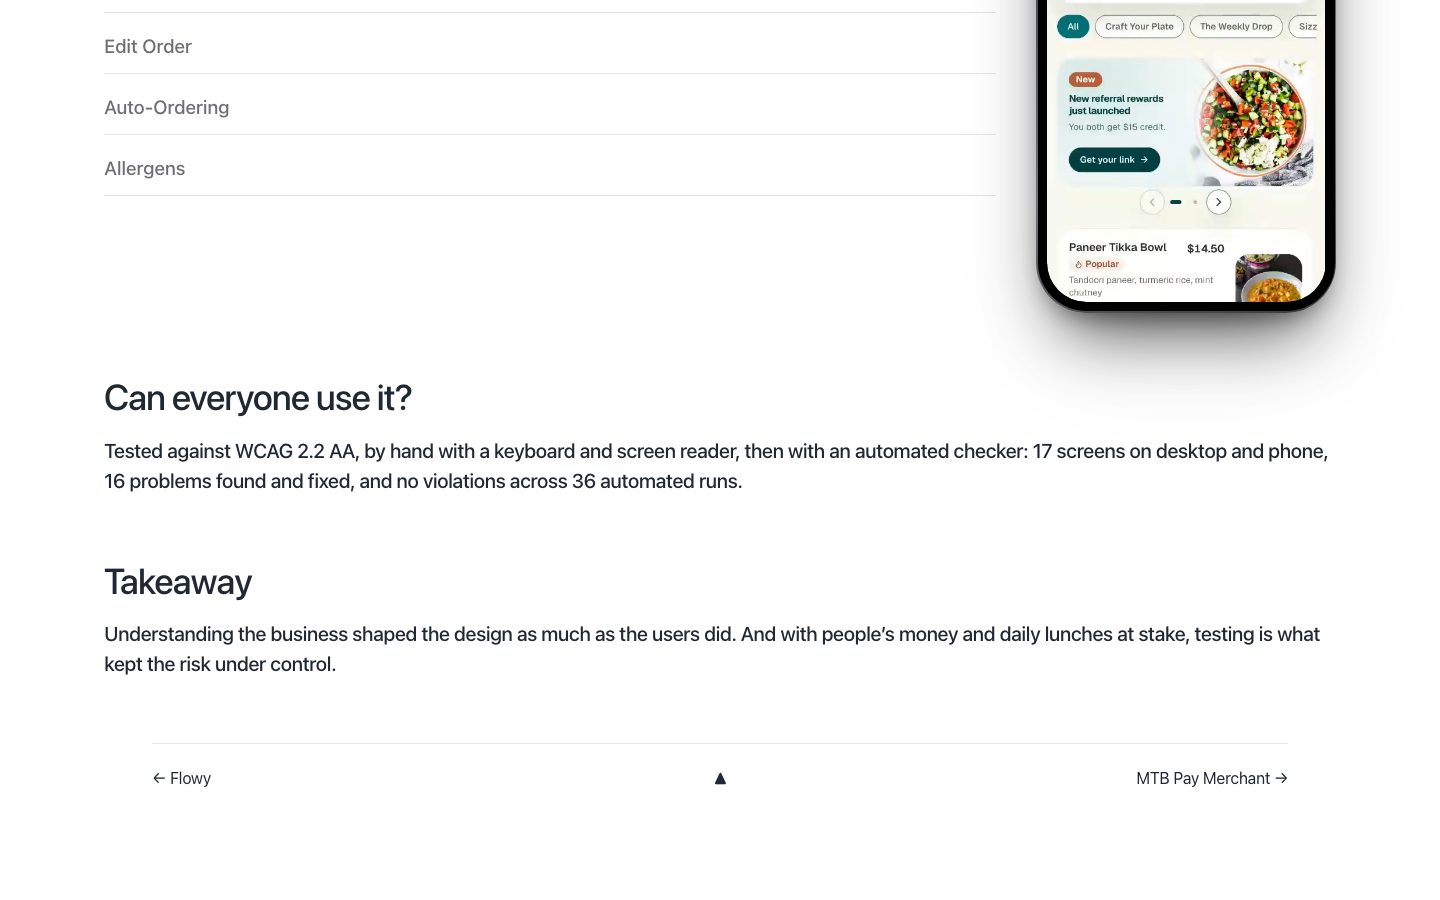 Edit Order
Auto-Ordering
Allergens
All
Craft Your Plate
The Weekly Drop
Sizz
New
New referral rewards
just launched
You both get $15 credit.
Get your link →
Paneer Tikka Bowl
$14.50
Popular
Tandoori paneer, turmeric rice, mint
chutney
Can everyone use it?
Tested against WCAG 2.2 AA, by hand with a keyboard and screen reader, then with an automated checker: 17 screens on desktop and phone,
16 problems found and fixed, and no violations across 36 automated runs.
Takeaway
Understanding the business shaped the design as much as the users did. And with people’s money and daily lunches at stake, testing is what
kept the risk under control.
← Flowy
▲
MTB Pay Merchant →